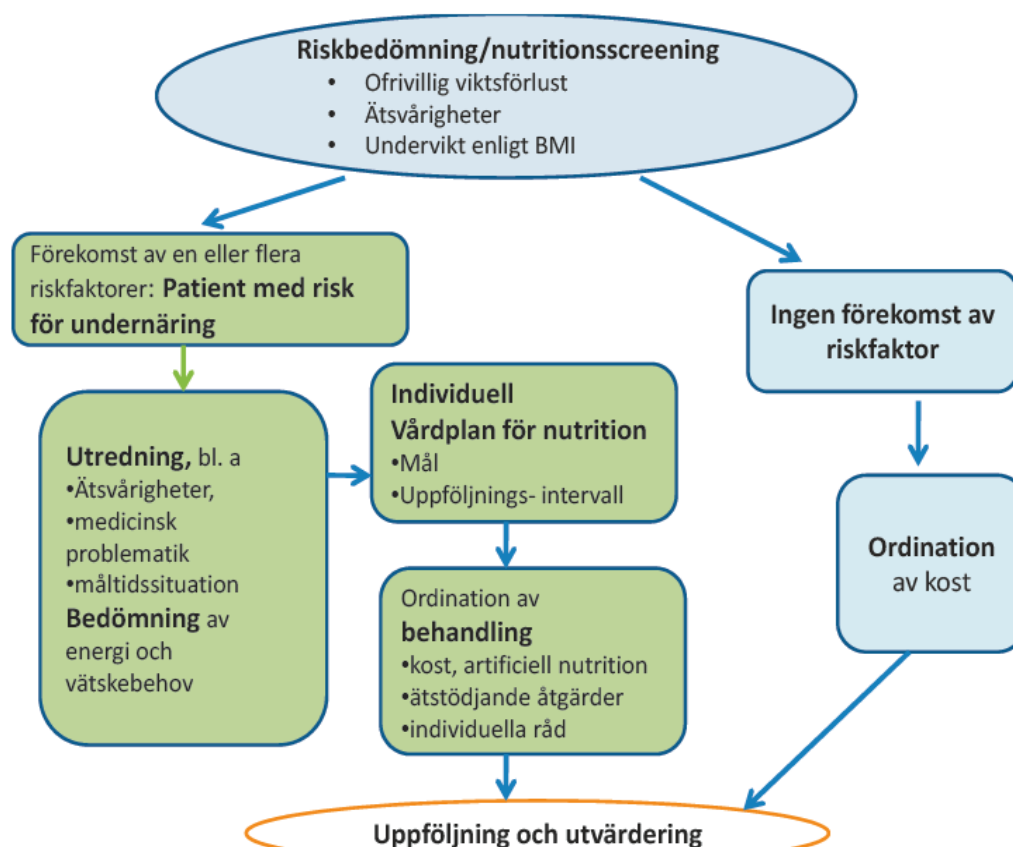 Riskbedömning/nutritionsscreening
• Ofrivillig viktsförlust
• Ätsvårigheter
• Undervikt enligt BMI
Förekomst av en eller flera
riskfaktorer: Patient med risk
för undernäring
Ingen förekomst av
riskfaktor
Utredning, bl. a
•Ätsvårigheter,
•medicinsk
problematik
•måltidssituation
Bedömning av
energi och
vätskebehov
Individuell
Vårdplan för nutrition
•Mål
•Uppföljnings- intervall
Ordination av
behandling
•kost, artificiell nutrition
•ätstödjande åtgärder
•individuella råd
Ordination
av kost
Uppföljning och utvärdering